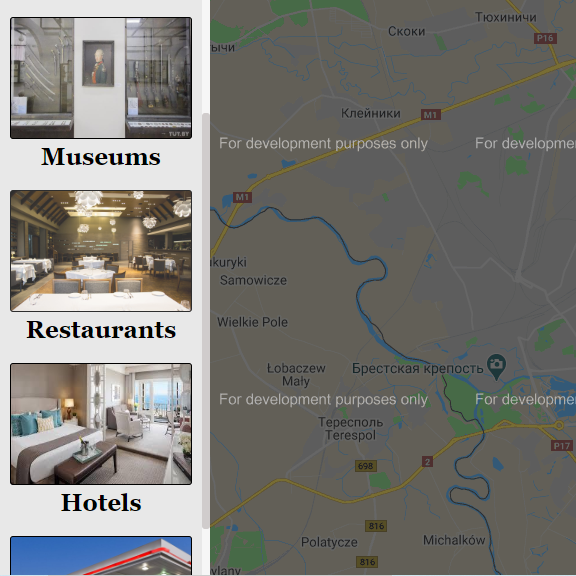 TUT.BY
Museums
Restaurants
Hotels
Скоки
Тюхиничи
P16
ычи
Клейники
M1
For development purposes only
For developme
M1
kuryki
Samowicze
Wielkie Pole
Łobaczew
Mały
Брестская крепость
For development purposes only
For developme
Тересполь
Terespol
P17
2
698
816
Polatycze
Michalków
816
ylany